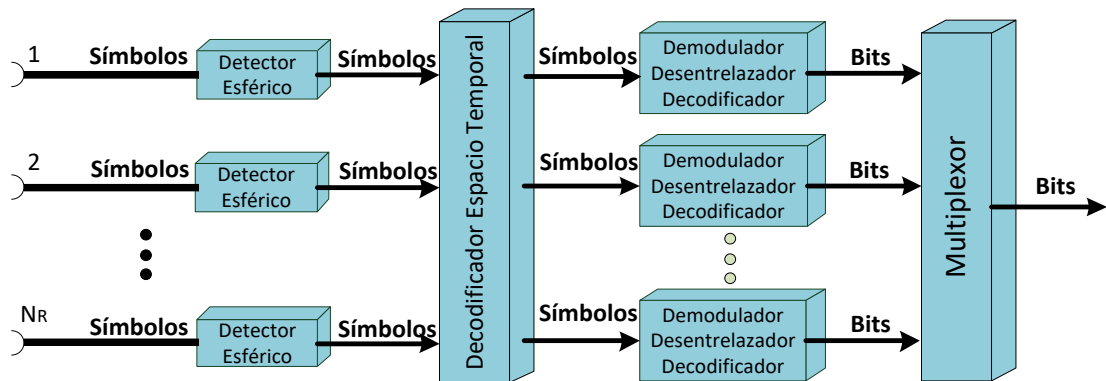 1
Símbolos
Detector
Esférico
Símbolos
Símbolos
Demodulador
Desentrelazador
Decodificador
Bits
2
Símbolos
Detector
Esférico
Símbolos
Decodificador Espacio Temporal
Símbolos
Demodulador
Desentrelazador
Decodificador
Bits
Multiplexor
Bits
NR
Símbolos
Detector
Esférico
Símbolos
Símbolos
Demodulador
Desentrelazador
Decodificador
Bits